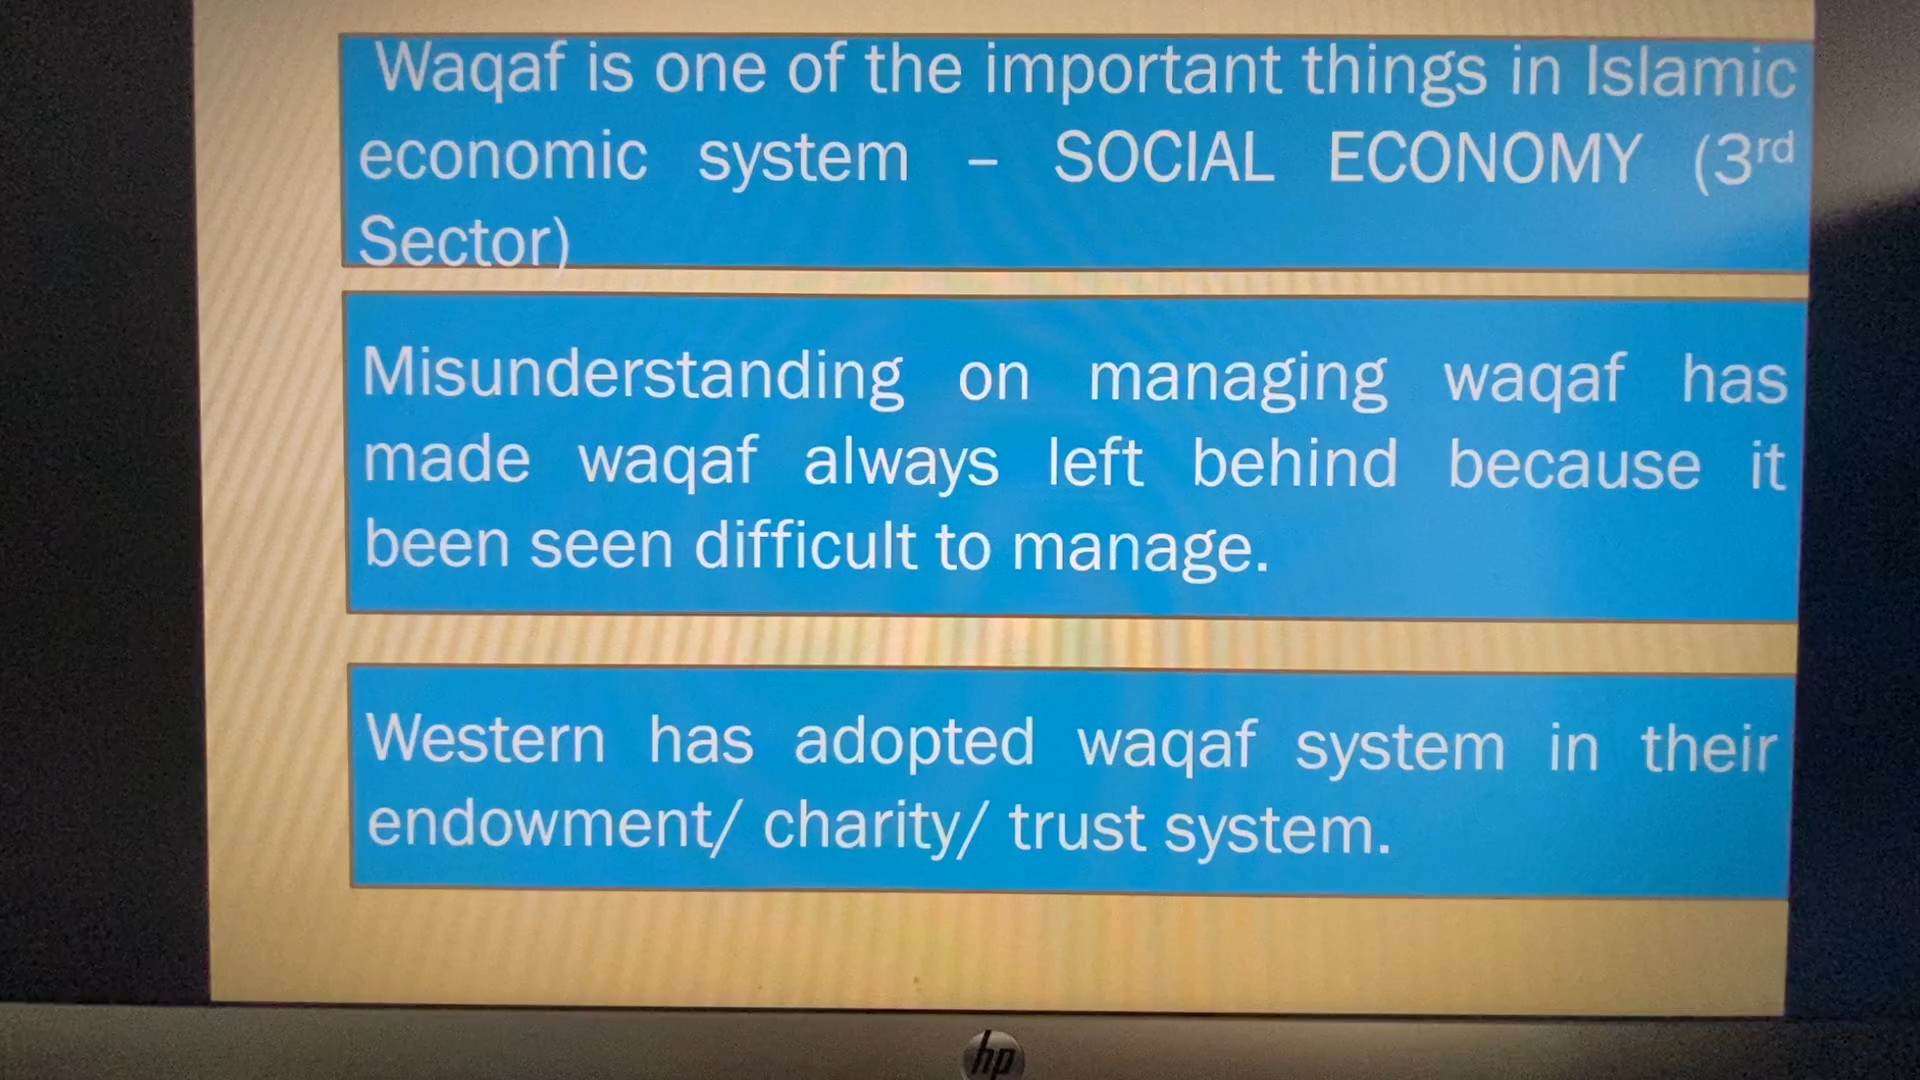 Waqaf is one of the important things in Islamic
economic system – SOCIAL ECONOMY (3rd
Sector)
Misunderstanding on managing waqaf has
made waqaf always left behind because it
been seen difficult to manage.
Western has adopted waqaf system in their
endowment/ charity/ trust system.
hp